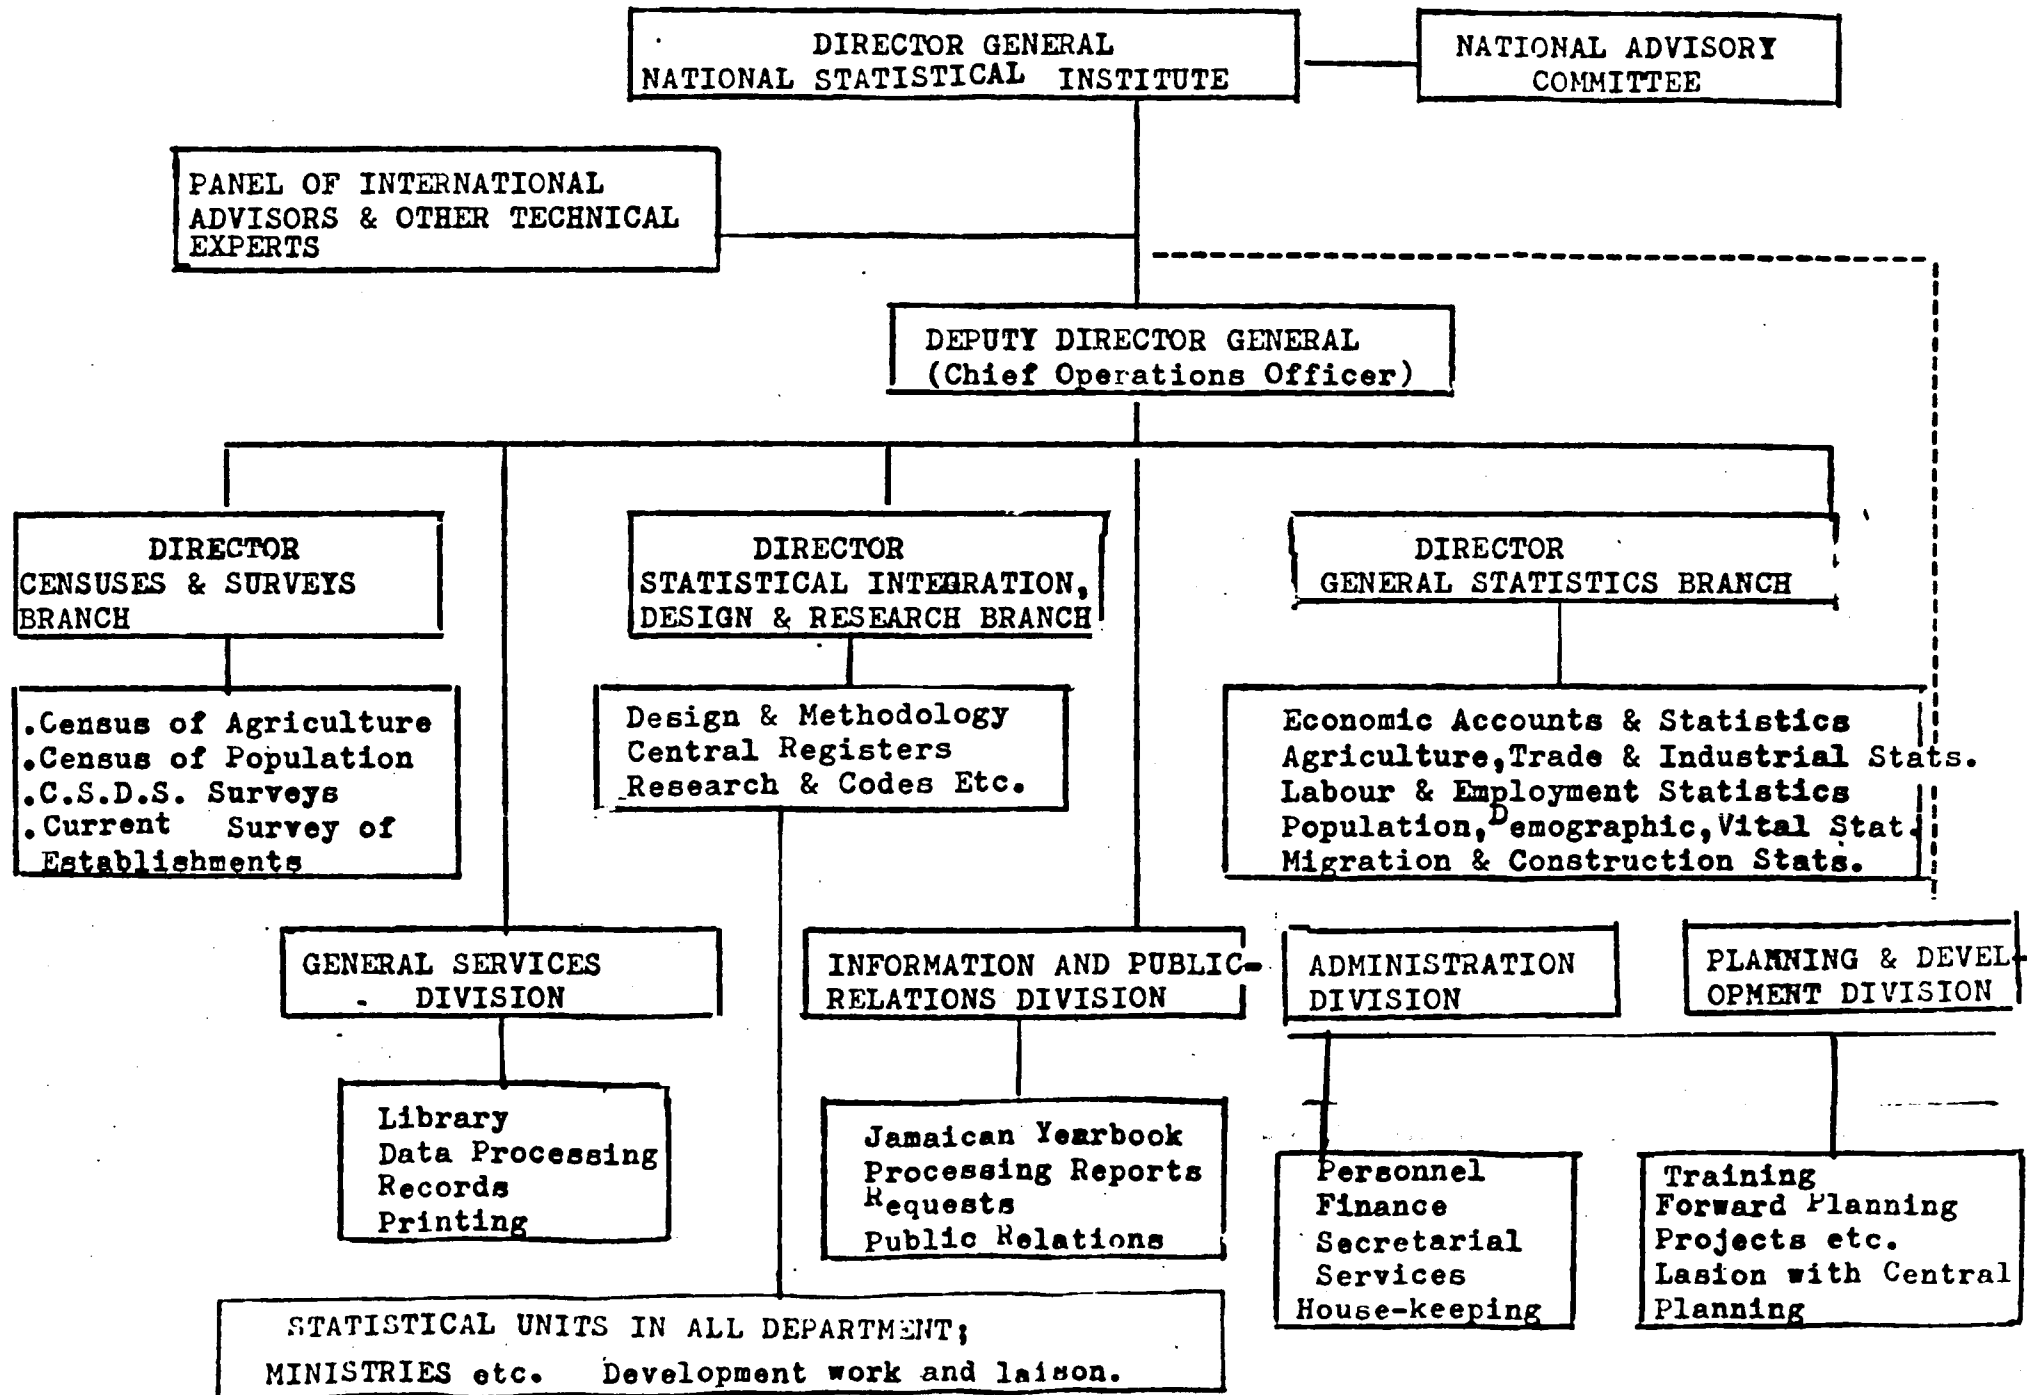 DIRECTOR GENERAL
NATIONAL STATISTICAL INSTITUTE
NATIONAL ADVISORY
COMMITTEE
PANEL OF INTERNATIONAL
ADVISORS & OTHER TECHNICAL
EXPERTS
DEPUTY DIRECTOR GENERAL
(Chief Operations Officer)
DIRECTOR
CENSUSES & SURVEYS
BRANCH
DIRECTOR
STATISTICAL INTEGRATION,
DESIGN & RESEARCH BRANCH
DIRECTOR
GENERAL STATISTICS BRANCH
.Census of Agriculture
.Census of Population
.C.S.D.S. Surveys
.Current Survey of
Establishments
Design & Methodology
Central Registers
Research & Codes Etc.
Economic Accounts & Statistics
Agriculture,Trade & Industrial Stats.
Labour & Employment Statistics
Population,Demographic,Vital Stat.
Migration & Construction Stats.
GENERAL SERVICES
- DIVISION
INFORMATION AND PUBLIC-
RELATIONS DIVISION
ADMINISTRATION
DIVISION
PLANNING & DEVEL-
OPMENT DIVISION
Library
Data Processing
Records
Printing
Jamaican Yearbook
Processing Reports
Requests
Public Relations
Personnel
Finance
Secretarial
Services
House-keeping
Training
Forward Planning
Projects etc.
Lasion with Central
Planning
STATISTICAL UNITS IN ALL DEPARTMENT;
MINISTRIES etc. Development work and laison.